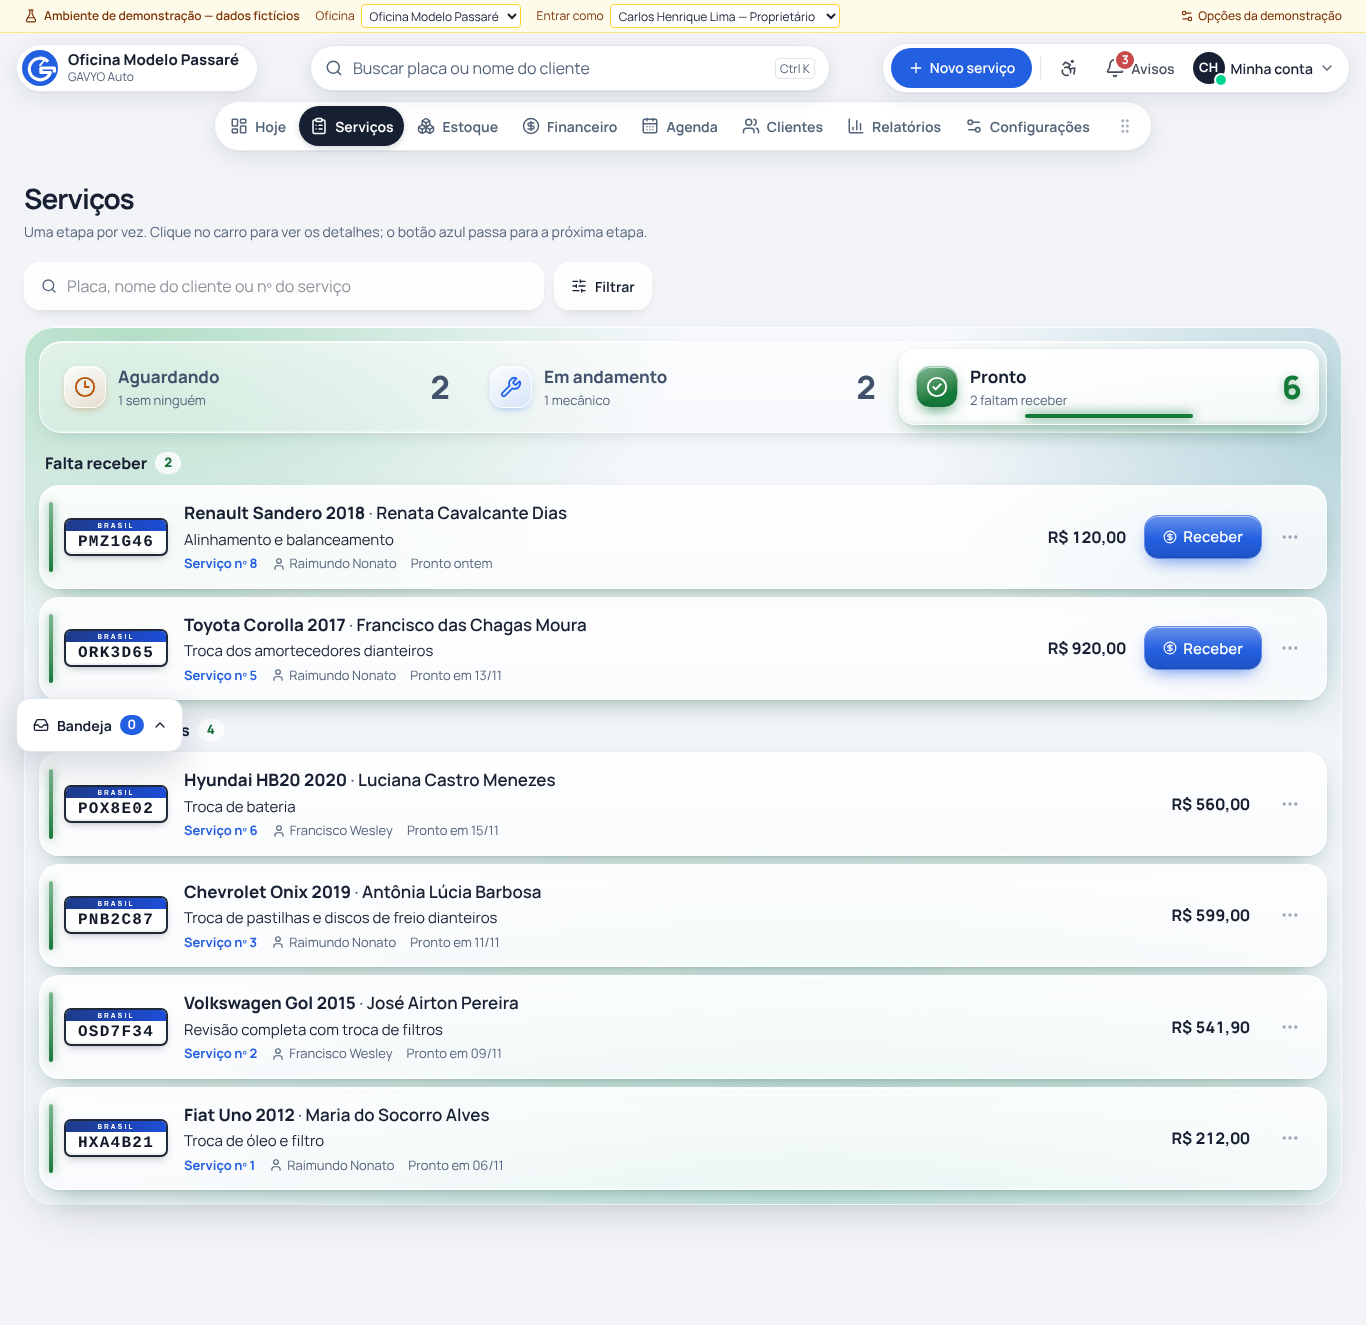 Ambiente de demonstração — dados fictícios Oficina Oficina Modelo Passaré Entrar como Carlos Henrique Lima — Proprietário Opções da demonstração
Oficina Modelo Passaré
GAVYO Auto
Buscar placa ou nome do cliente Ctrl K
Novo serviço 3 Avisos CH Minha conta
Hoje Serviços Estoque Financeiro Agenda Clientes Relatórios Configurações
Serviços
Uma etapa por vez. Clique no carro para ver os detalhes; o botão azul passa para a próxima etapa.
Placa, nome do cliente ou nº do serviço Filtrar
Aguardando
1 sem ninguém
2
Em andamento
1 mecânico
2
Pronto
2 faltam receber
6
Falta receber 2
BRASIL
PMZ1G46
Renault Sandero 2018 · Renata Cavalcante Dias
Alinhamento e balanceamento
Serviço nº 8 Raimundo Nonato Pronto ontem
R$ 120,00 Receber
BRASIL
ORK3D65
Toyota Corolla 2017 · Francisco das Chagas Moura
Troca dos amortecedores dianteiros
Serviço nº 5 Raimundo Nonato Pronto em 13/11
R$ 920,00 Receber
Bandeja 0
s 4
BRASIL
POX8E02
Hyundai HB20 2020 · Luciana Castro Menezes
Troca de bateria
Serviço nº 6 Francisco Wesley Pronto em 15/11
R$ 560,00
BRASIL
PNB2C87
Chevrolet Onix 2019 · Antônia Lúcia Barbosa
Troca de pastilhas e discos de freio dianteiros
Serviço nº 3 Raimundo Nonato Pronto em 11/11
R$ 599,00
BRASIL
OSD7F34
Volkswagen Gol 2015 · José Airton Pereira
Revisão completa com troca de filtros
Serviço nº 2 Francisco Wesley Pronto em 09/11
R$ 541,90
BRASIL
HXA4B21
Fiat Uno 2012 · Maria do Socorro Alves
Troca de óleo e filtro
Serviço nº 1 Raimundo Nonato Pronto em 06/11
R$ 212,00